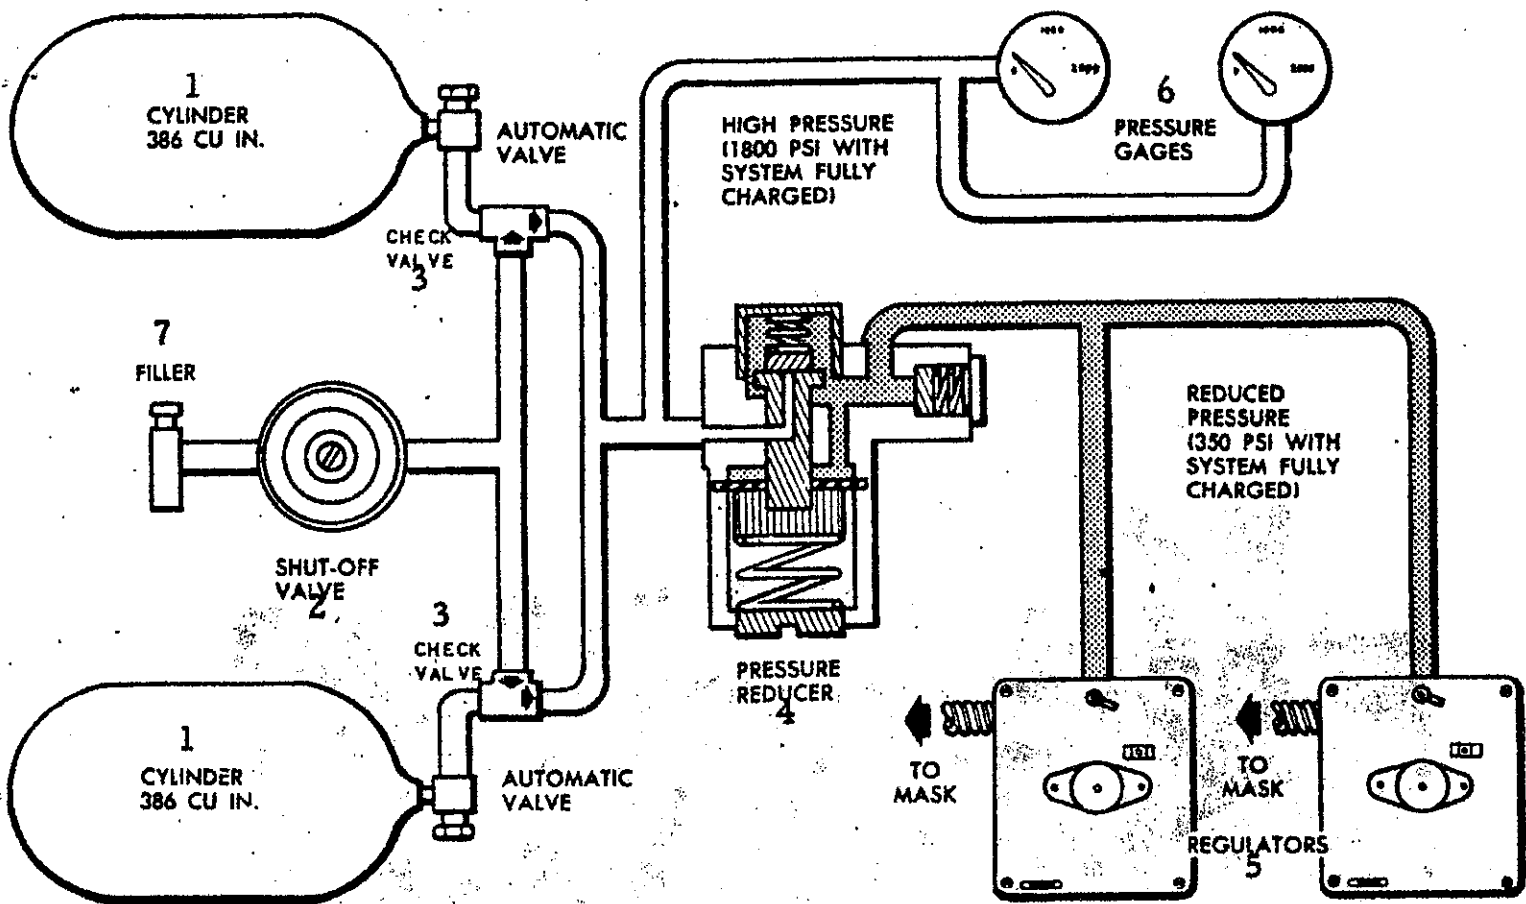 1
CYLINDER
386 CU IN.
AUTOMATIC
VALVE
CHECK
VALVE
3
HIGH PRESSURE
(1800 PSI WITH
SYSTEM FULLY
CHARGED)
6
PRESSURE
GAGES
7
FILLER
SHUT-OFF
VALVE
2
3
CHECK
VALVE
REDUCED
PRESSURE
(350 PSI WITH
SYSTEM FULLY
CHARGED)
PRESSURE
REDUCER
4
1
CYLINDER
386 CU IN.
AUTOMATIC
VALVE
TO
MASK
TO
MASK
REGULATORS
5